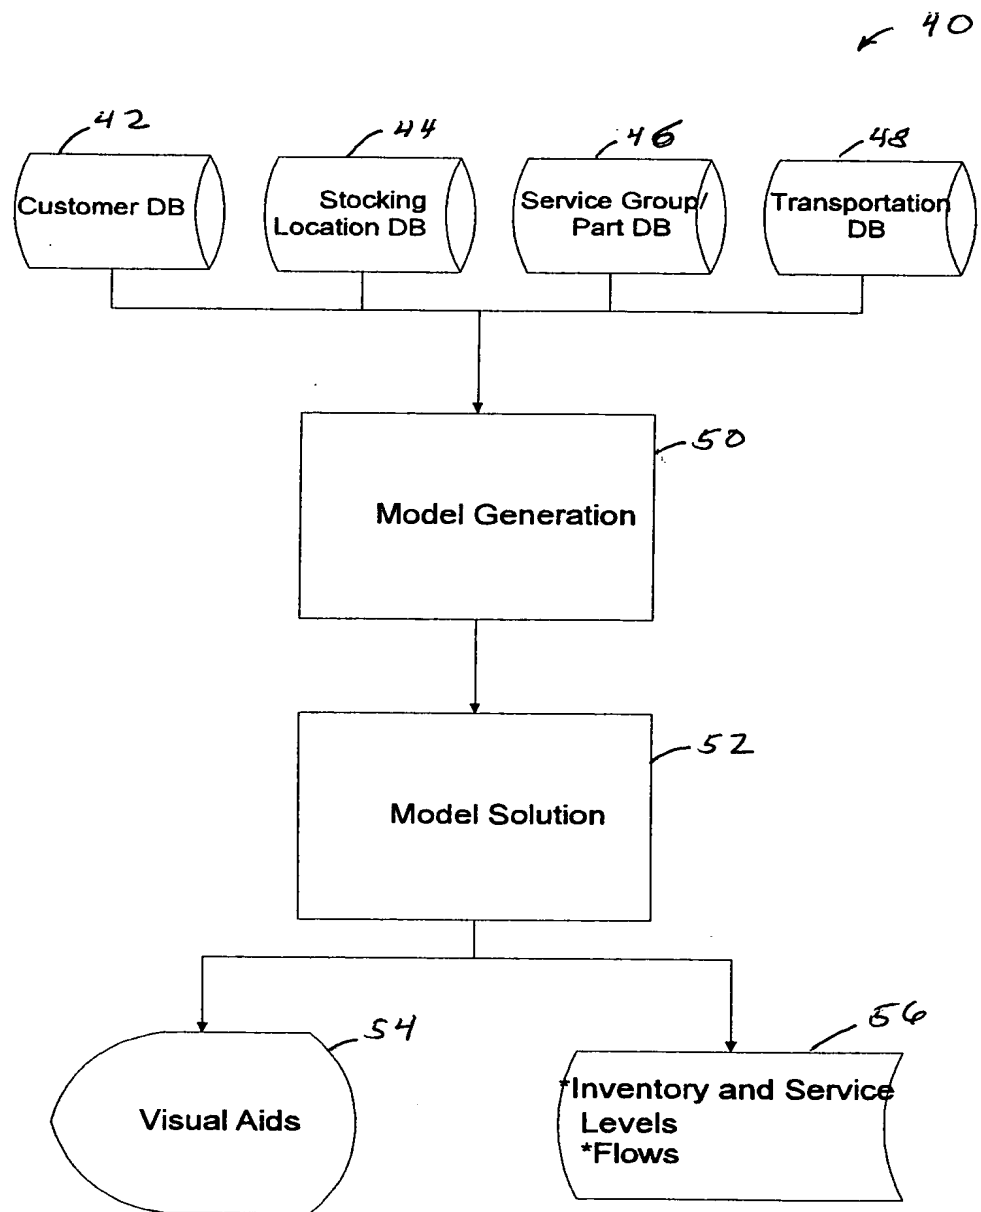 40
42
44
46
48
Customer DB
Stocking
Location DB
Service Group/
Part DB
Transportation
DB
50
Model Generation
52
Model Solution
54
56
Visual Aids
*Inventory and Service
Levels
*Flows